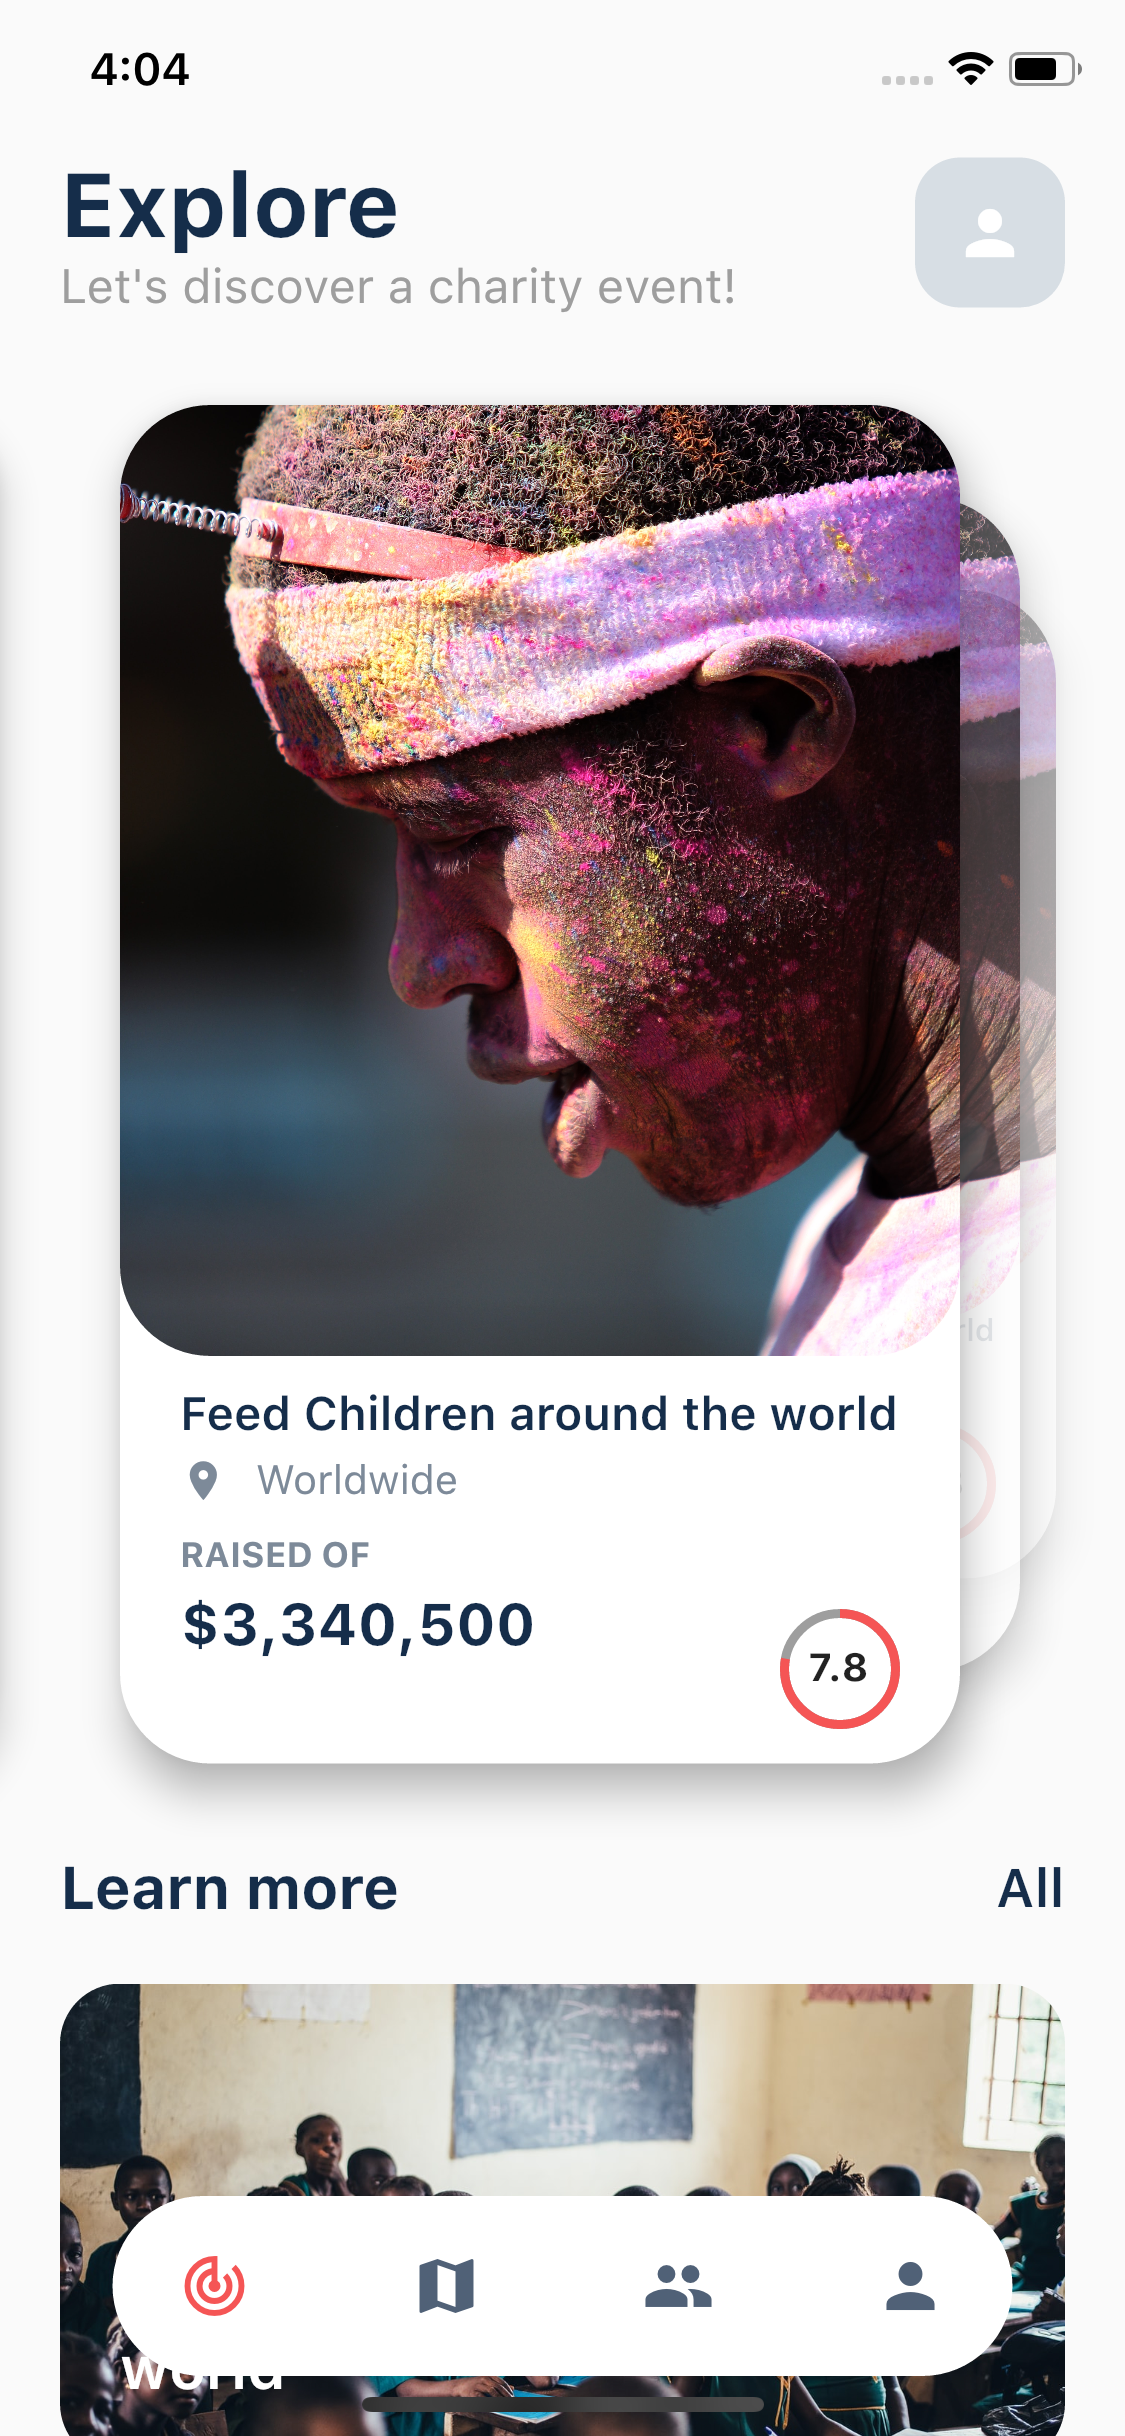 4:04
Explore
Let's discover a charity event!
Feed Children around the world
Worldwide
RAISED OF
$3,340,500
7.8
rld
Learn more
All
world